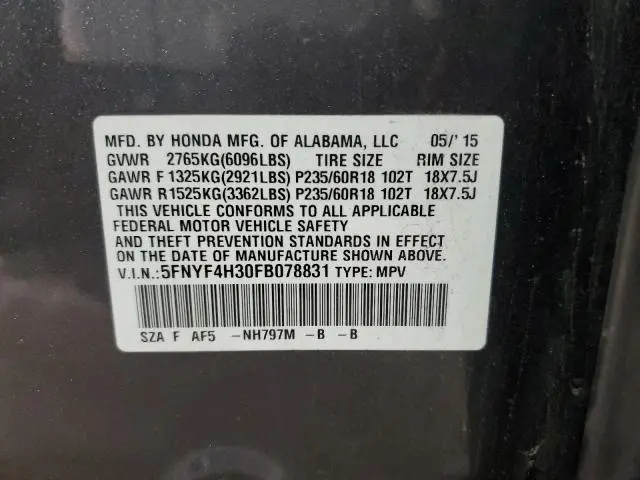 MFD. BY HONDA MFG. OF ALABAMA, LLC 05/'15
GVWR 2765KG(6096LBS) TIRE SIZE RIM SIZE
GAWR F 1325KG(2921LBS) P235/60R18 102T 18X7.5J
GAWR R 1525KG(3362LBS) P235/60R18 102T 18X7.5J
THIS VEHICLE CONFORMS TO ALL APPLICABLE
FEDERAL MOTOR VEHICLE SAFETY
AND THEFT PREVENTION STANDARDS IN EFFECT
ON THE DATE OF MANUFACTURE SHOWN ABOVE.
V.I.N.:5FNYF4H30FB078831 TYPE: MPV
SZA F AF5 -NH797M -B -B